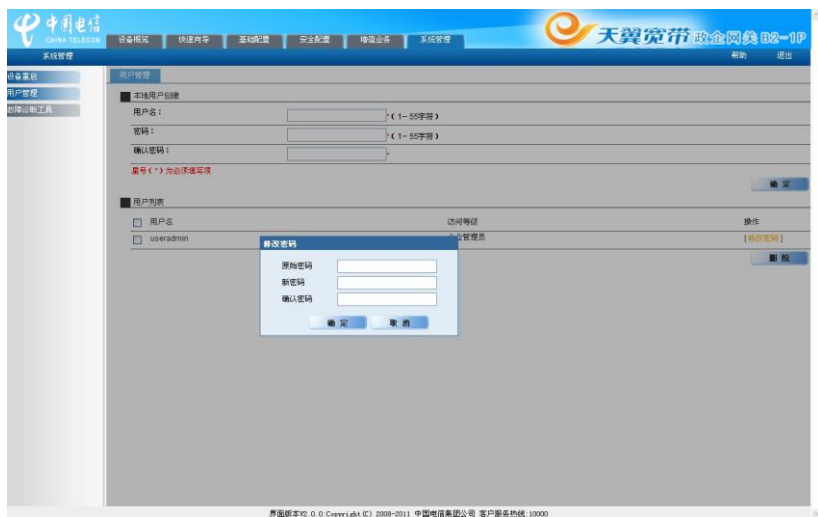 中国电信
CHINA TELECOM
设备概览 快速向导 基础配置 安全配置 增值业务 系统管理
天翼宽带 政企网关 B2-1P
系统管理
帮助 退出
设备重启
用户管理
故障诊断工具
用户管理
本地用户创建
用户名：
*( 1- 55字符 )
密码：
*( 1- 55字符 )
确认密码：
*
星号(*)为必须填写项
确 定
用户列表
用户名 访问等级 操作
useradmin 业管理员 [修改密码]
删 除
修改密码
原始密码
新密码
确认密码
确 定 取 消
界面版本V2.0.0:Copyright (C) 2008-2011 中国电信集团公司 客户服务热线:10000